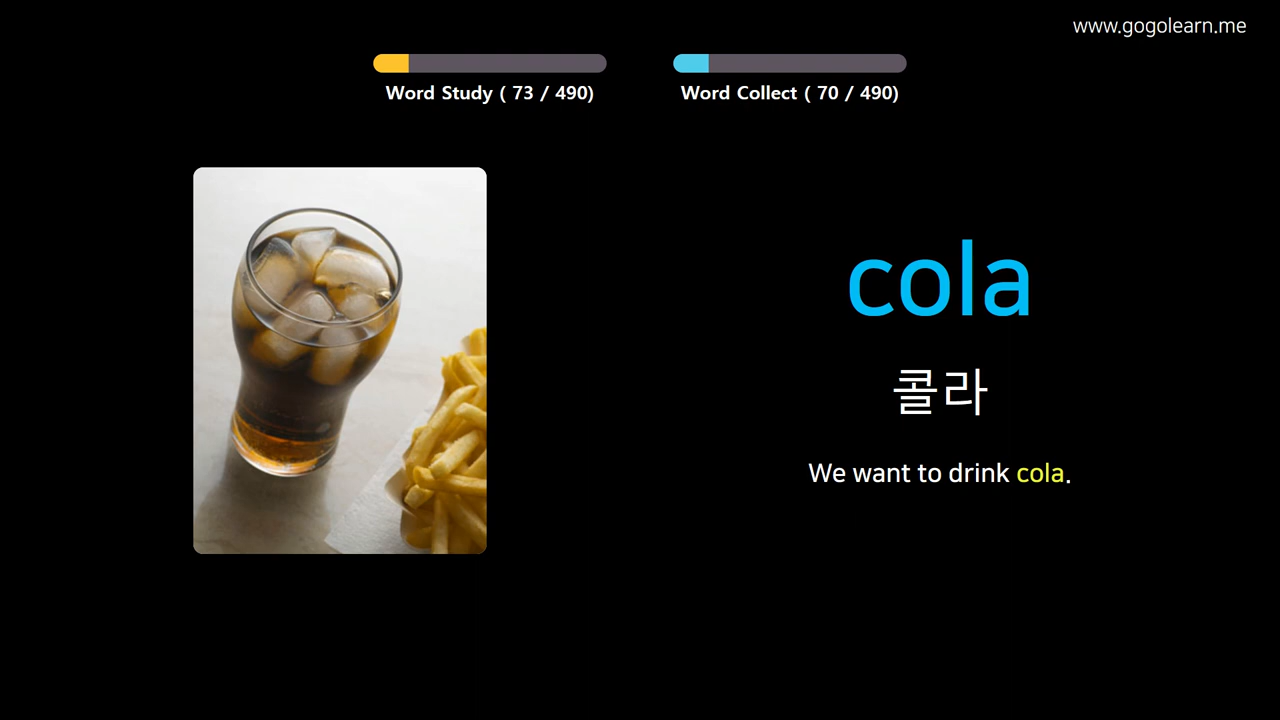 www.gogolearn.me
Word Study ( 73 / 490)
Word Collect ( 70 / 490)
cola
콜라
We want to drink cola.